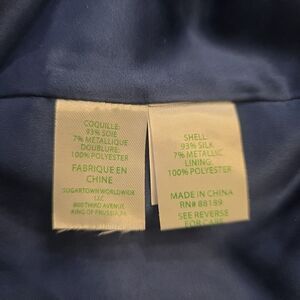 COQUILLE:
93% SOIE
7% METALLIQUE
DOUBLURE:
100% POLYESTER
FABRIQUE EN
CHINE
SUGARTOWN WORLDWIDE
LLC
800 THIRD AVENUE
KING OF PRUSSIA, PA
SHELL
93% SILK
7% METALLIC
LINING:
100% POLYESTER
MADE IN CHINA
RN# 88189
SEE REVERSE
FOR CARE